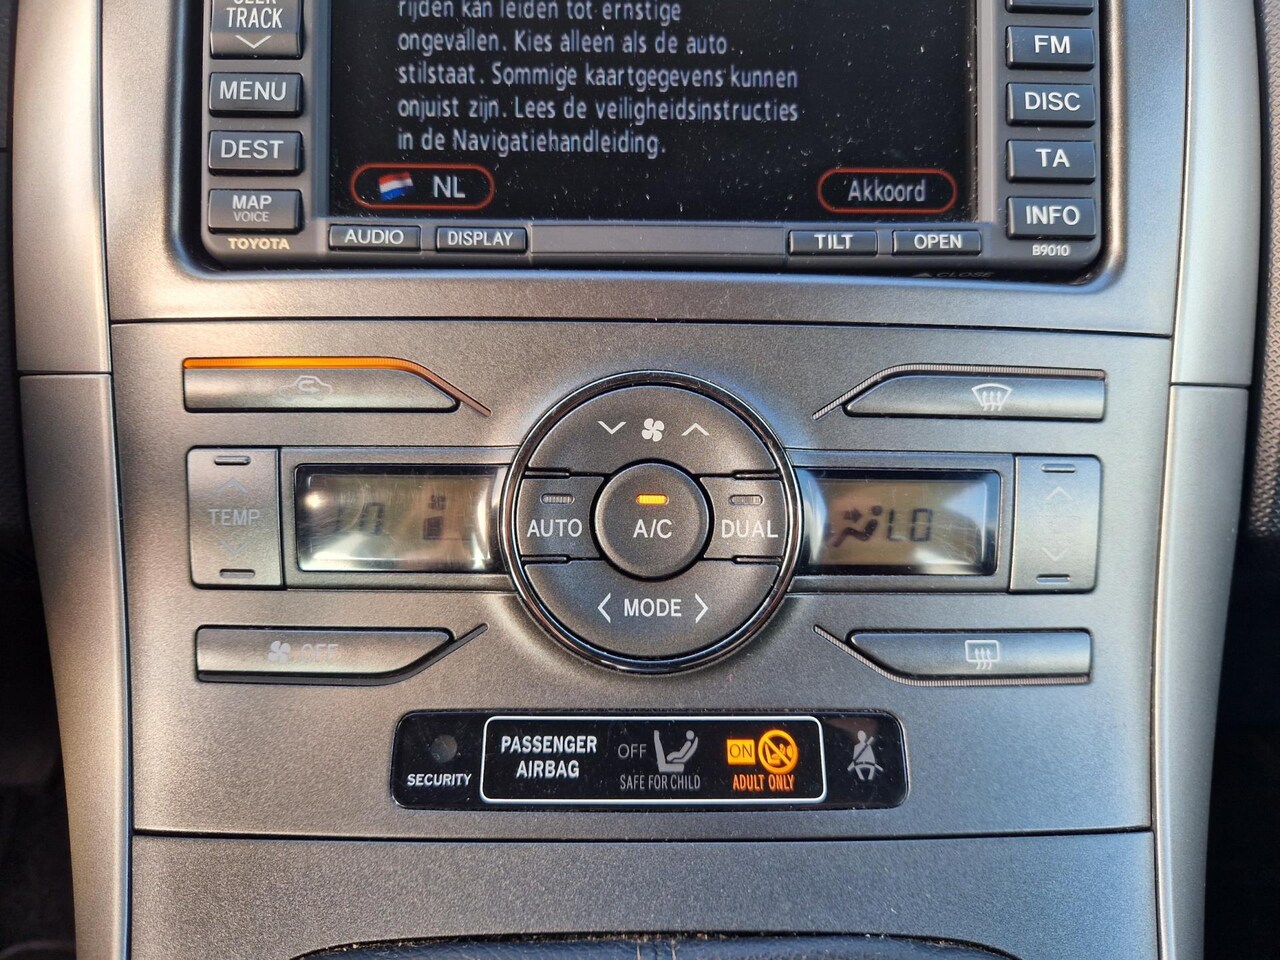 TRACK
MENU
DEST
MAP
VOICE
TOYOTA
rijden kan leiden tot ernstige
ongevallen. Kies alleen als de auto
stilstaat. Sommige kaartgegevens kunnen
onjuist zijn. Lees de veiligheidsinstructies
in de Navigatiehandleiding.
NL
Akkoord
FM
DISC
TA
INFO
B9010
AUDIO
DISPLAY
TILT
OPEN
CLOSE
TEMP
AUTO
A/C
DUAL
LO
MODE
OFF
SECURITY
PASSENGER
AIRBAG
OFF
SAFE FOR CHILD
ON
ADULT ONLY